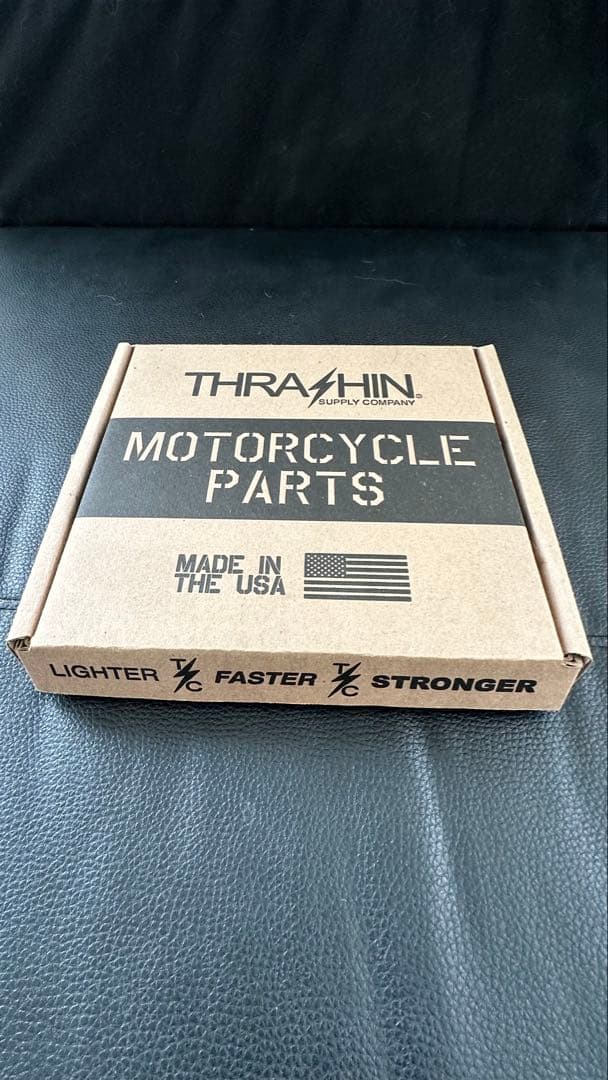 THRASHIN
SUPPLY COMPANY
MOTORCYCLE
PARTS
MADE IN
THE USA
LIGHTER T C FASTER T C STRONGER